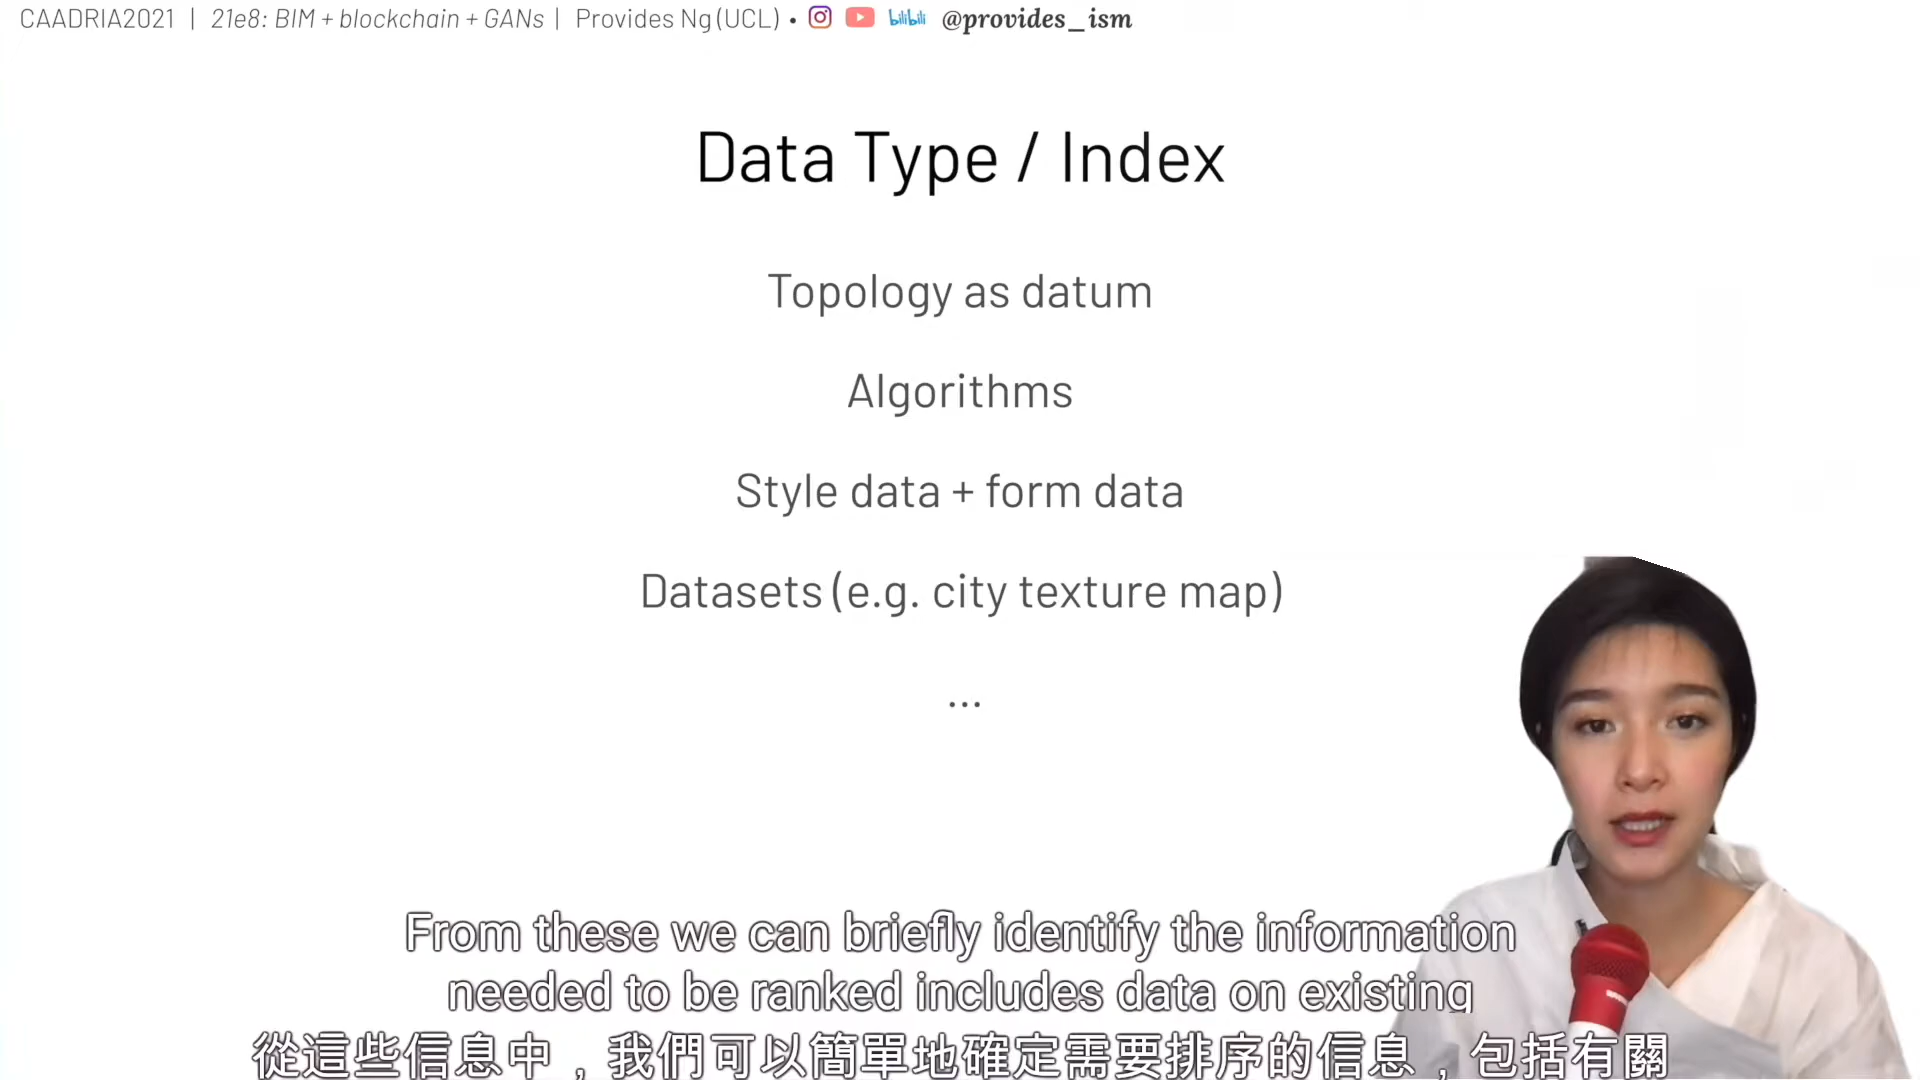 CAADRIA2021 | 21e8: BIM + blockchain + GANs | Provides Ng (UCL) • bilibili @provides_ism
Data Type / Index
Topology as datum
Algorithms
Style data + form data
Datasets (e.g. city texture map)
...
From these we can briefly identify the information
needed to be ranked includes data on existing
從這些信息中，我們可以簡單地確定需要排序的信息，包括有關